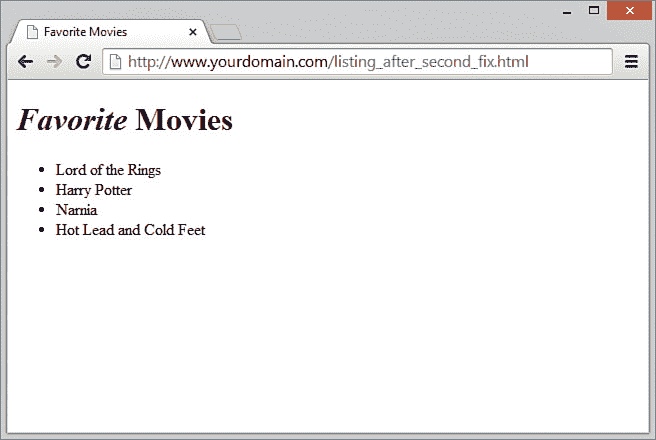 Favorite Movies
http://www.yourdomain.com/listing_after_second_fix.html
Favorite Movies
Lord of the Rings
Harry Potter
Narnia
Hot Lead and Cold Feet